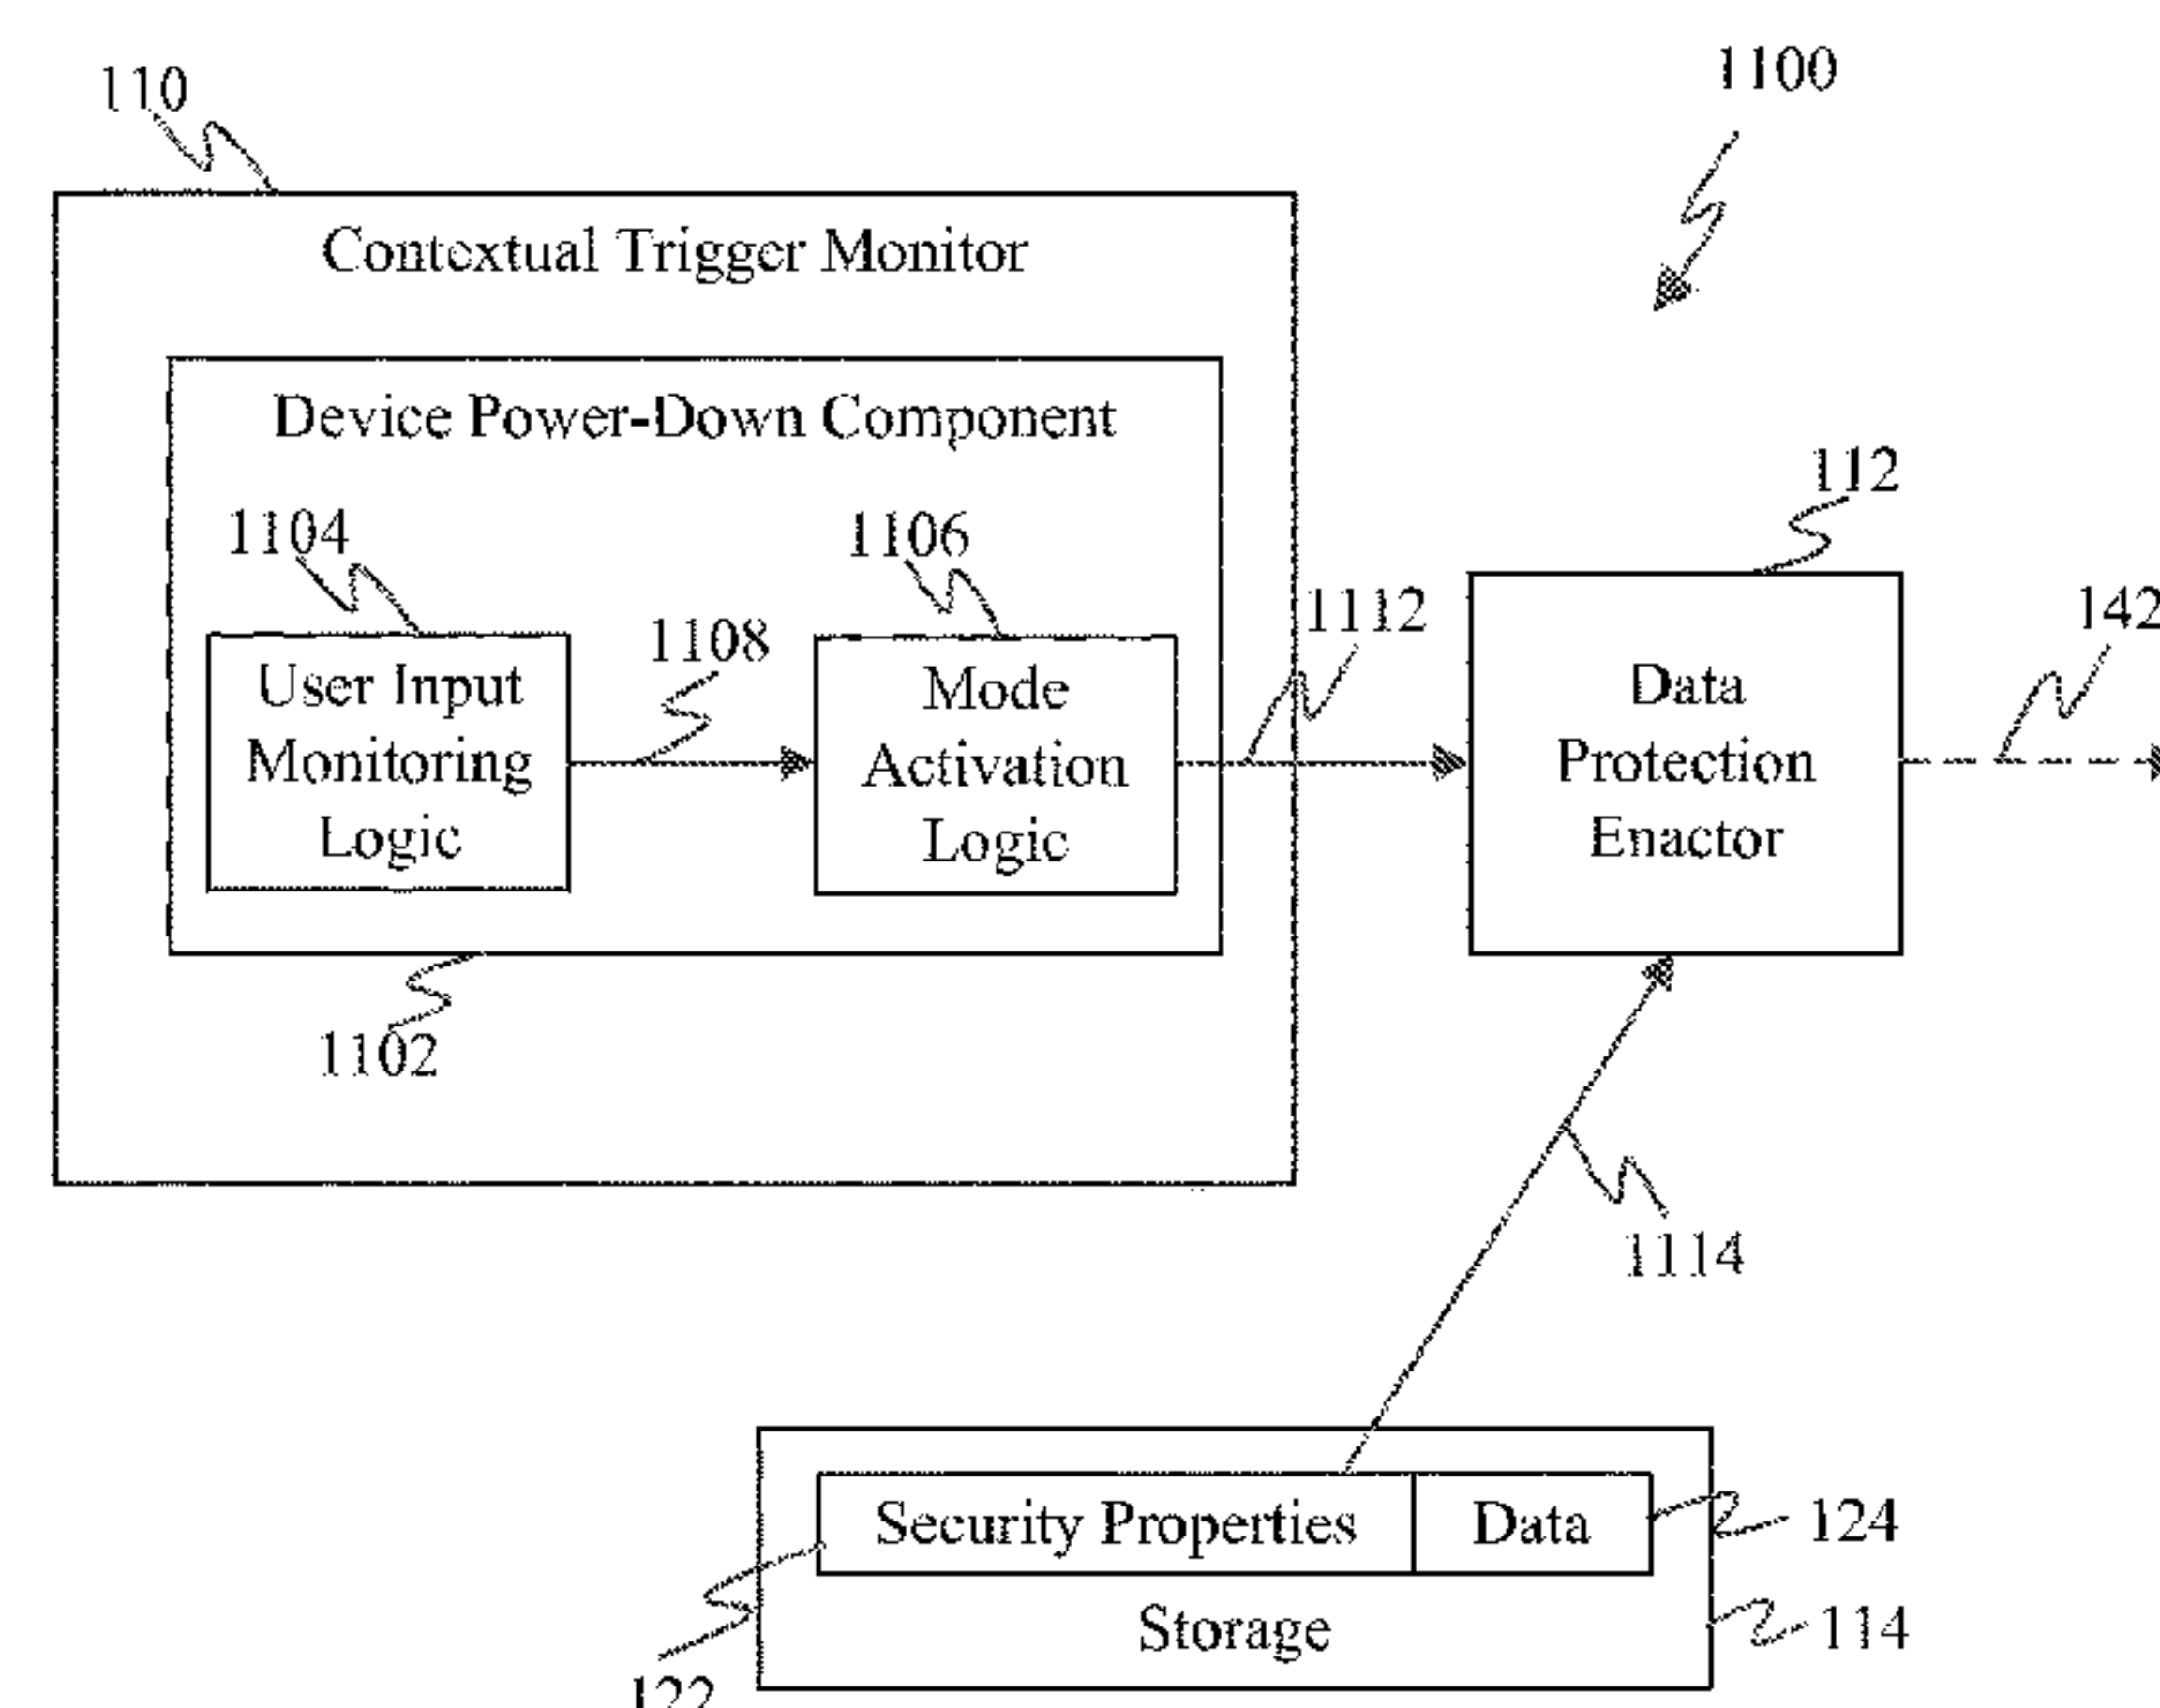 110
1100
Contextual Trigger Monitor
Device Power-Down Component
1104
1106
1108
1112
112
142
User Input
Monitoring
Logic
Mode
Activation
Logic
Data
Protection
Enactor
1102
1114
Security Properties
Data
124
Storage
114
122